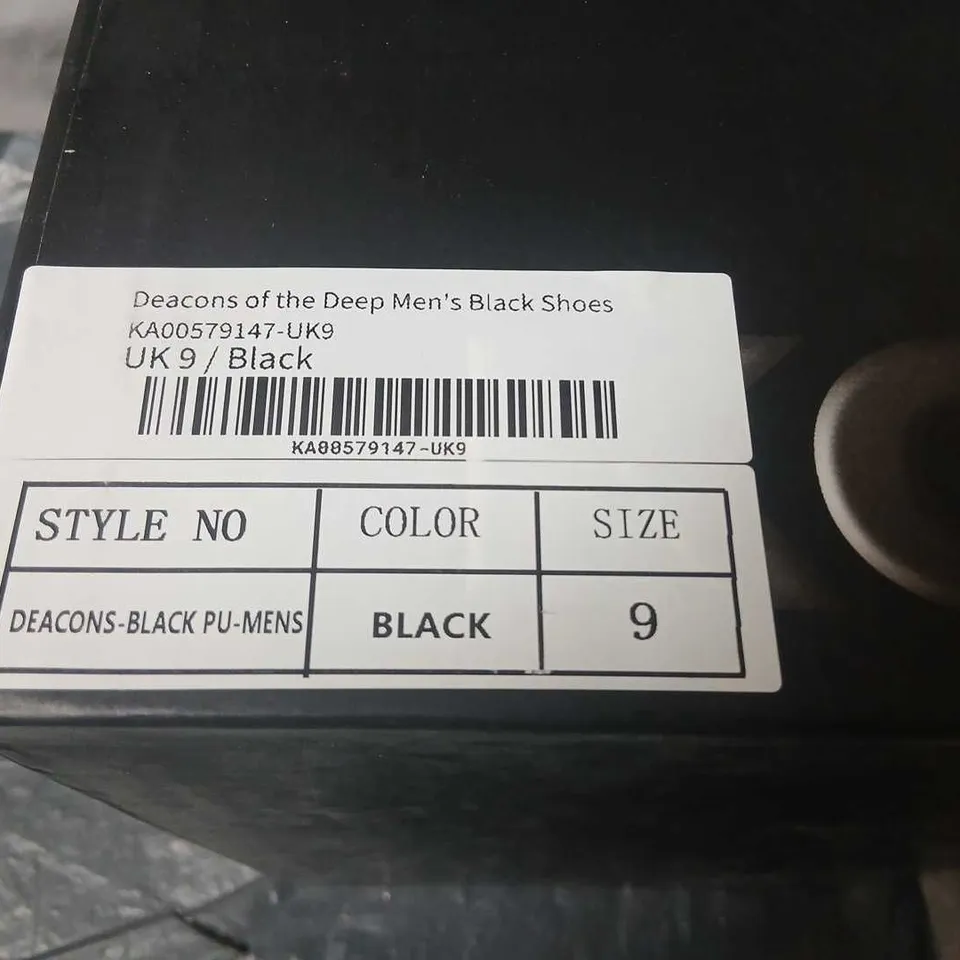 Deacons of the Deep Men's Black Shoes
KA00579147-UK9
UK 9 / Black
KA00579147-UK9
STYLE NO COLOR SIZE
DEACONS-BLACK PU-MENS BLACK 9